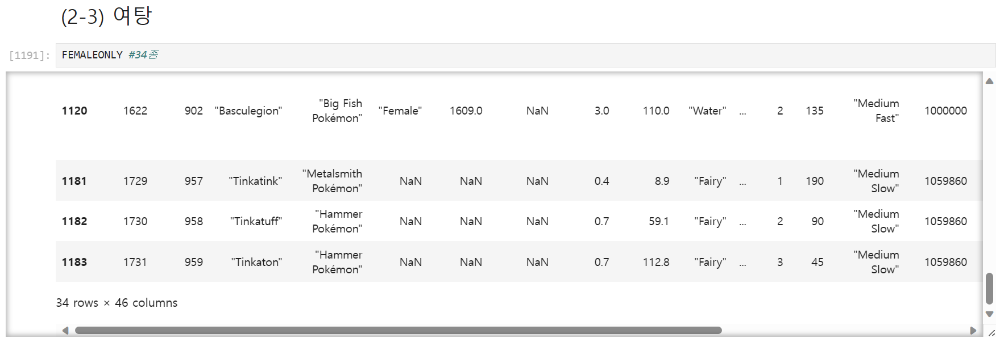 (2-3) 여탕
[1191]: FEMALEONLY #34종
1120 1622 902 "Basculegion" "Big Fish Pokémon" "Female" 1609.0 NaN 3.0 110.0 "Water" ... 2 135 "Medium Fast" 1000000
1181 1729 957 "Tinkatink" "Metalsmith Pokémon" NaN NaN NaN 0.4 8.9 "Fairy" ... 1 190 "Medium Slow" 1059860
1182 1730 958 "Tinkatuff" "Hammer Pokémon" NaN NaN NaN 0.7 59.1 "Fairy" ... 2 90 "Medium Slow" 1059860
1183 1731 959 "Tinkaton" "Hammer Pokémon" NaN NaN NaN 0.7 112.8 "Fairy" ... 3 45 "Medium Slow" 1059860
34 rows × 46 columns